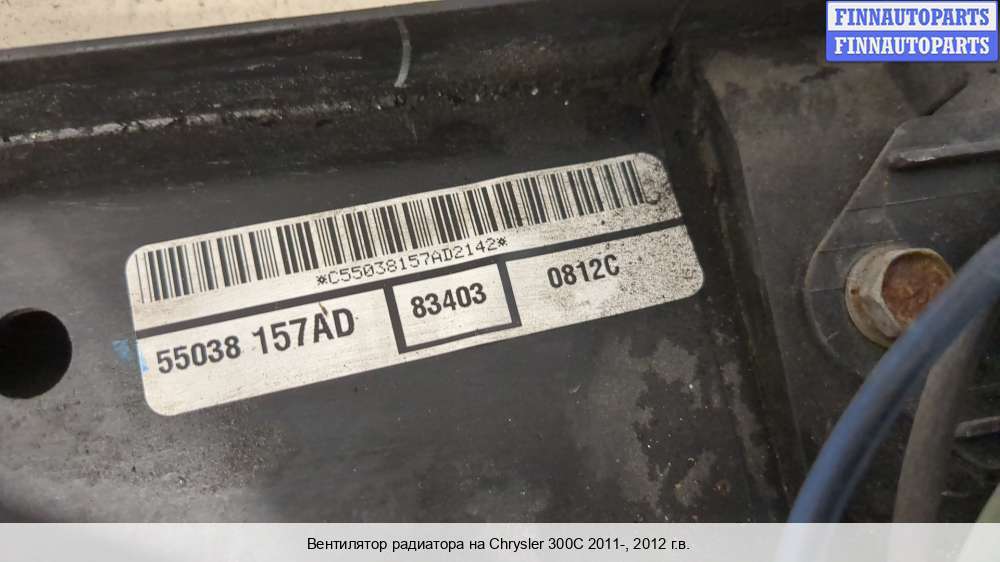 FINNAUTOPARTS
FINNAUTOPARTS
*C55038157AD2142*
55038 157AD
83403
0812C
Вентилятор радиатора на Chrysler 300C 2011-, 2012 г.в.